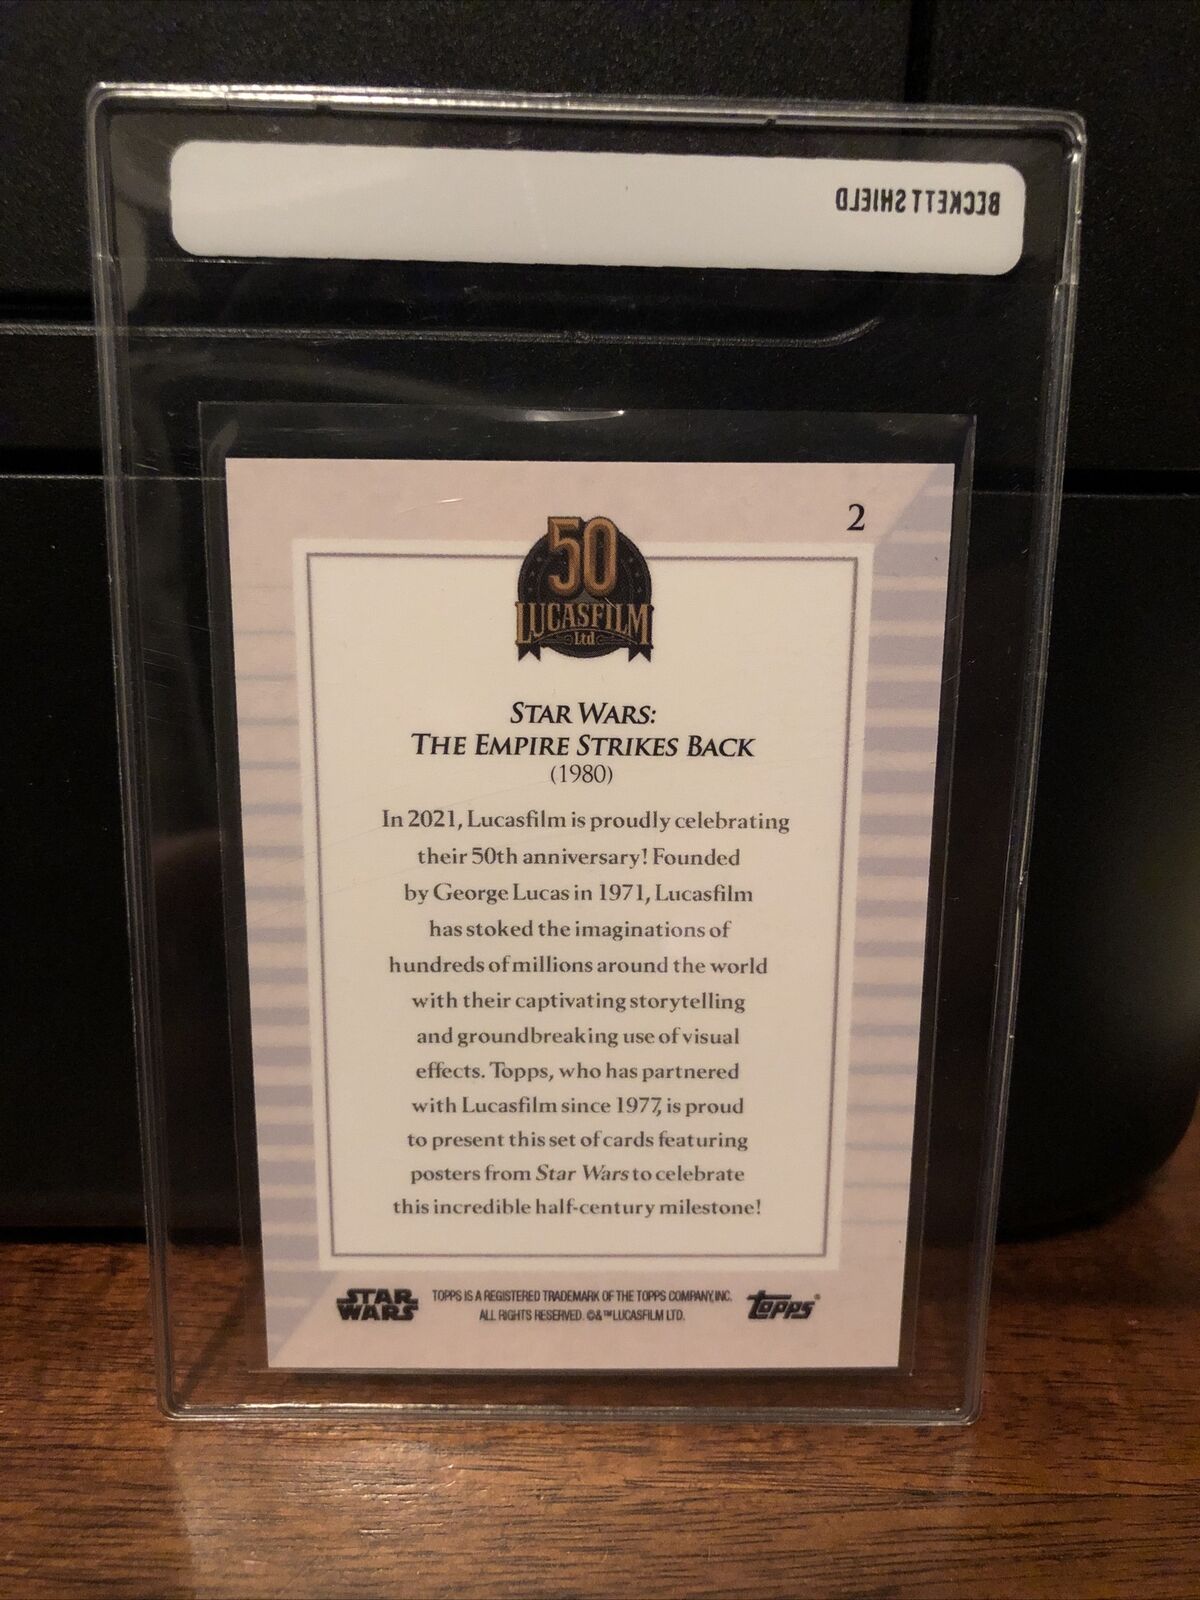 BECKETT SHIELD
2
50
LUCASFILM
Ltd
STAR WARS:
THE EMPIRE STRIKES BACK
(1980)
In 2021, Lucasfilm is proudly celebrating
their 50th anniversary! Founded
by George Lucas in 1971, Lucasfilm
has stoked the imaginations of
hundreds of millions around the world
with their captivating storytelling
and groundbreaking use of visual
effects. Topps, who has partnered
with Lucasfilm since 1977, is proud
to present this set of cards featuring
posters from Star Wars to celebrate
this incredible half-century milestone!
STAR
WARS
TOPPS IS A REGISTERED TRADEMARK OF THE TOPPS COMPANY, INC.
ALL RIGHTS RESERVED. ©&™LUCASFILM LTD.
topps®